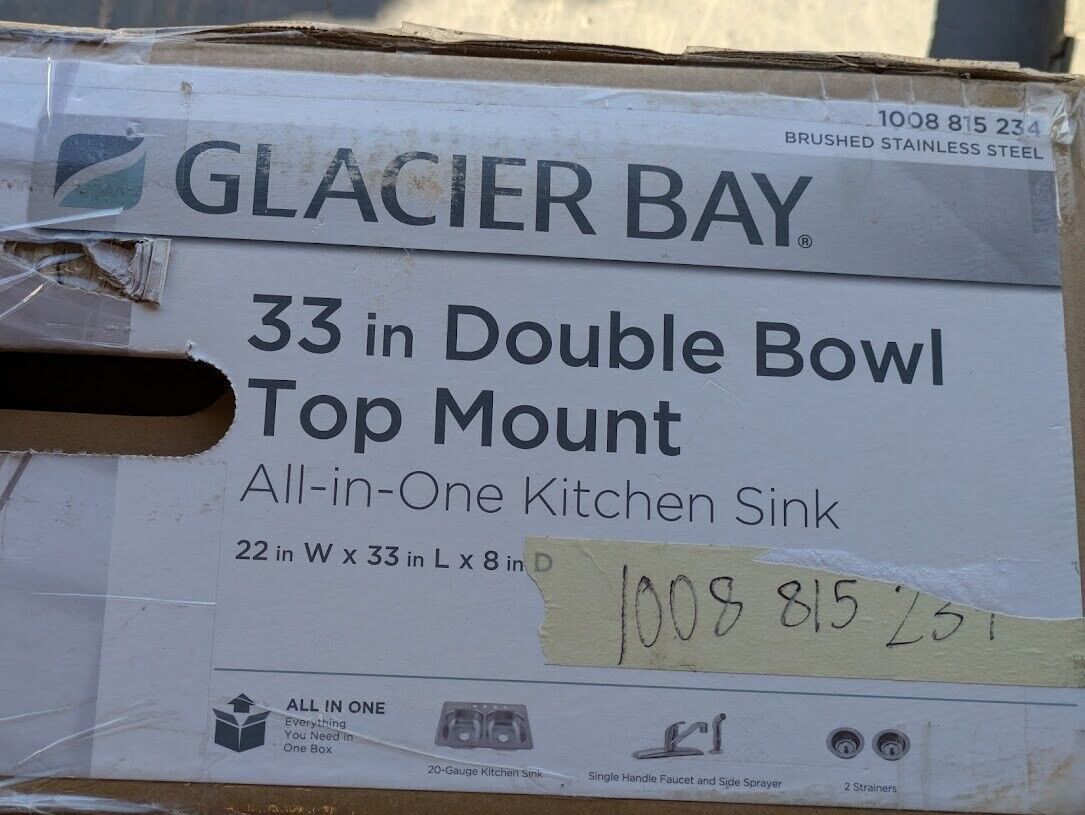 1008 815 234
BRUSHED STAINLESS STEEL
GLACIER BAY®
33 in Double Bowl
Top Mount
All-in-One Kitchen Sink
22 in W x 33 in L x 8 in D
1008 815
ALL IN ONE
Everything
You Need in
One Box
20-Gauge Kitchen Sink
Single Handle Faucet and Side Sprayer
2 Strainers